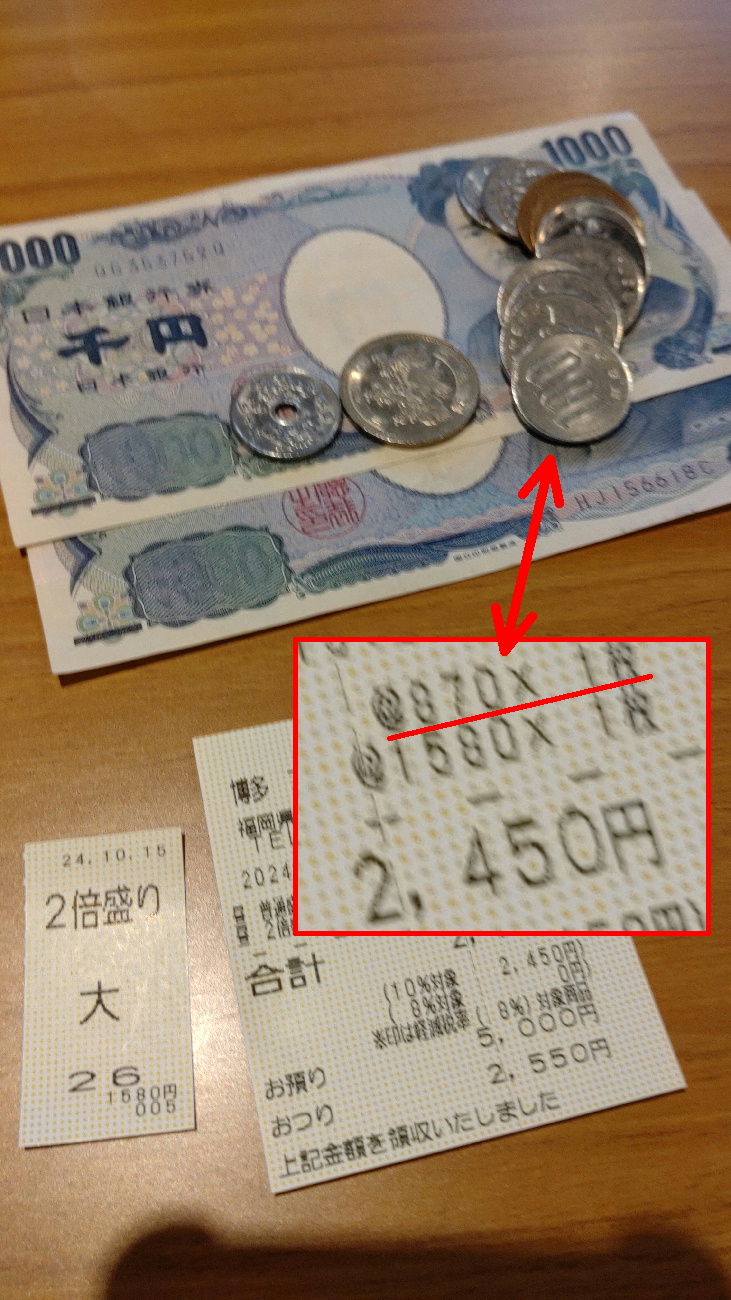 1000
000
QG363762Q
日本銀行券
千円
日本銀行
HJ156618C
@870X 1枚
@1580X 1枚
2,450円
博多
福岡県
TEL
2024
合計
2,450円
(10%対象
0円)
( 8%対象
※印は軽減税率( 8%)対象商品
お預り
5,000円
おつり
2,550円
上記金額を領収いたしました
24.10.15
2倍盛り
大
26
1580円
005